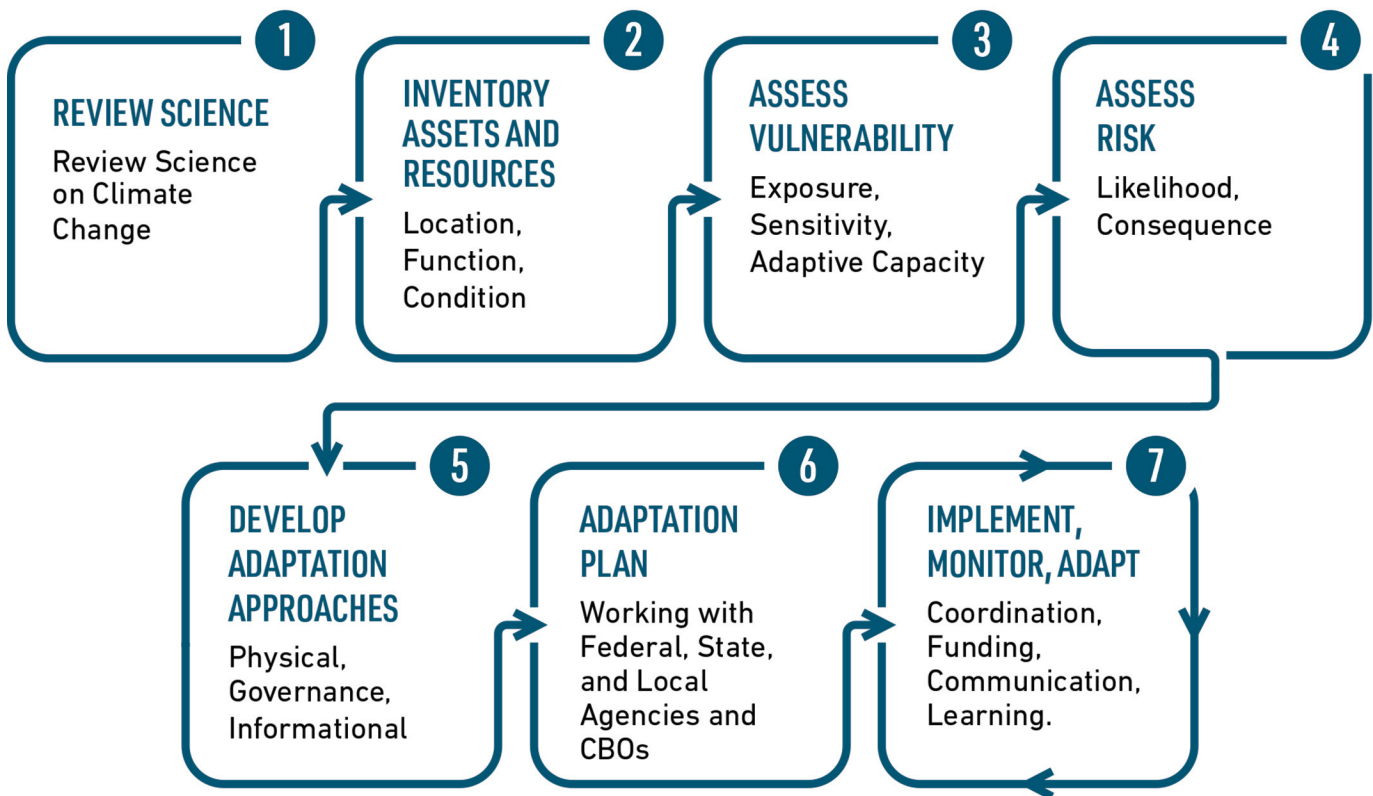 1
REVIEW SCIENCE
Review Science
on Climate
Change
2
INVENTORY
ASSETS AND
RESOURCES
Location,
Function,
Condition
3
ASSESS
VULNERABILITY
Exposure,
Sensitivity,
Adaptive Capacity
4
ASSESS
RISK
Likelihood,
Consequence
5
DEVELOP
ADAPTATION
APPROACHES
Physical,
Governance,
Informational
6
ADAPTATION
PLAN
Working with
Federal, State,
and Local
Agencies and
CBOs
7
IMPLEMENT,
MONITOR, ADAPT
Coordination,
Funding,
Communication,
Learning.